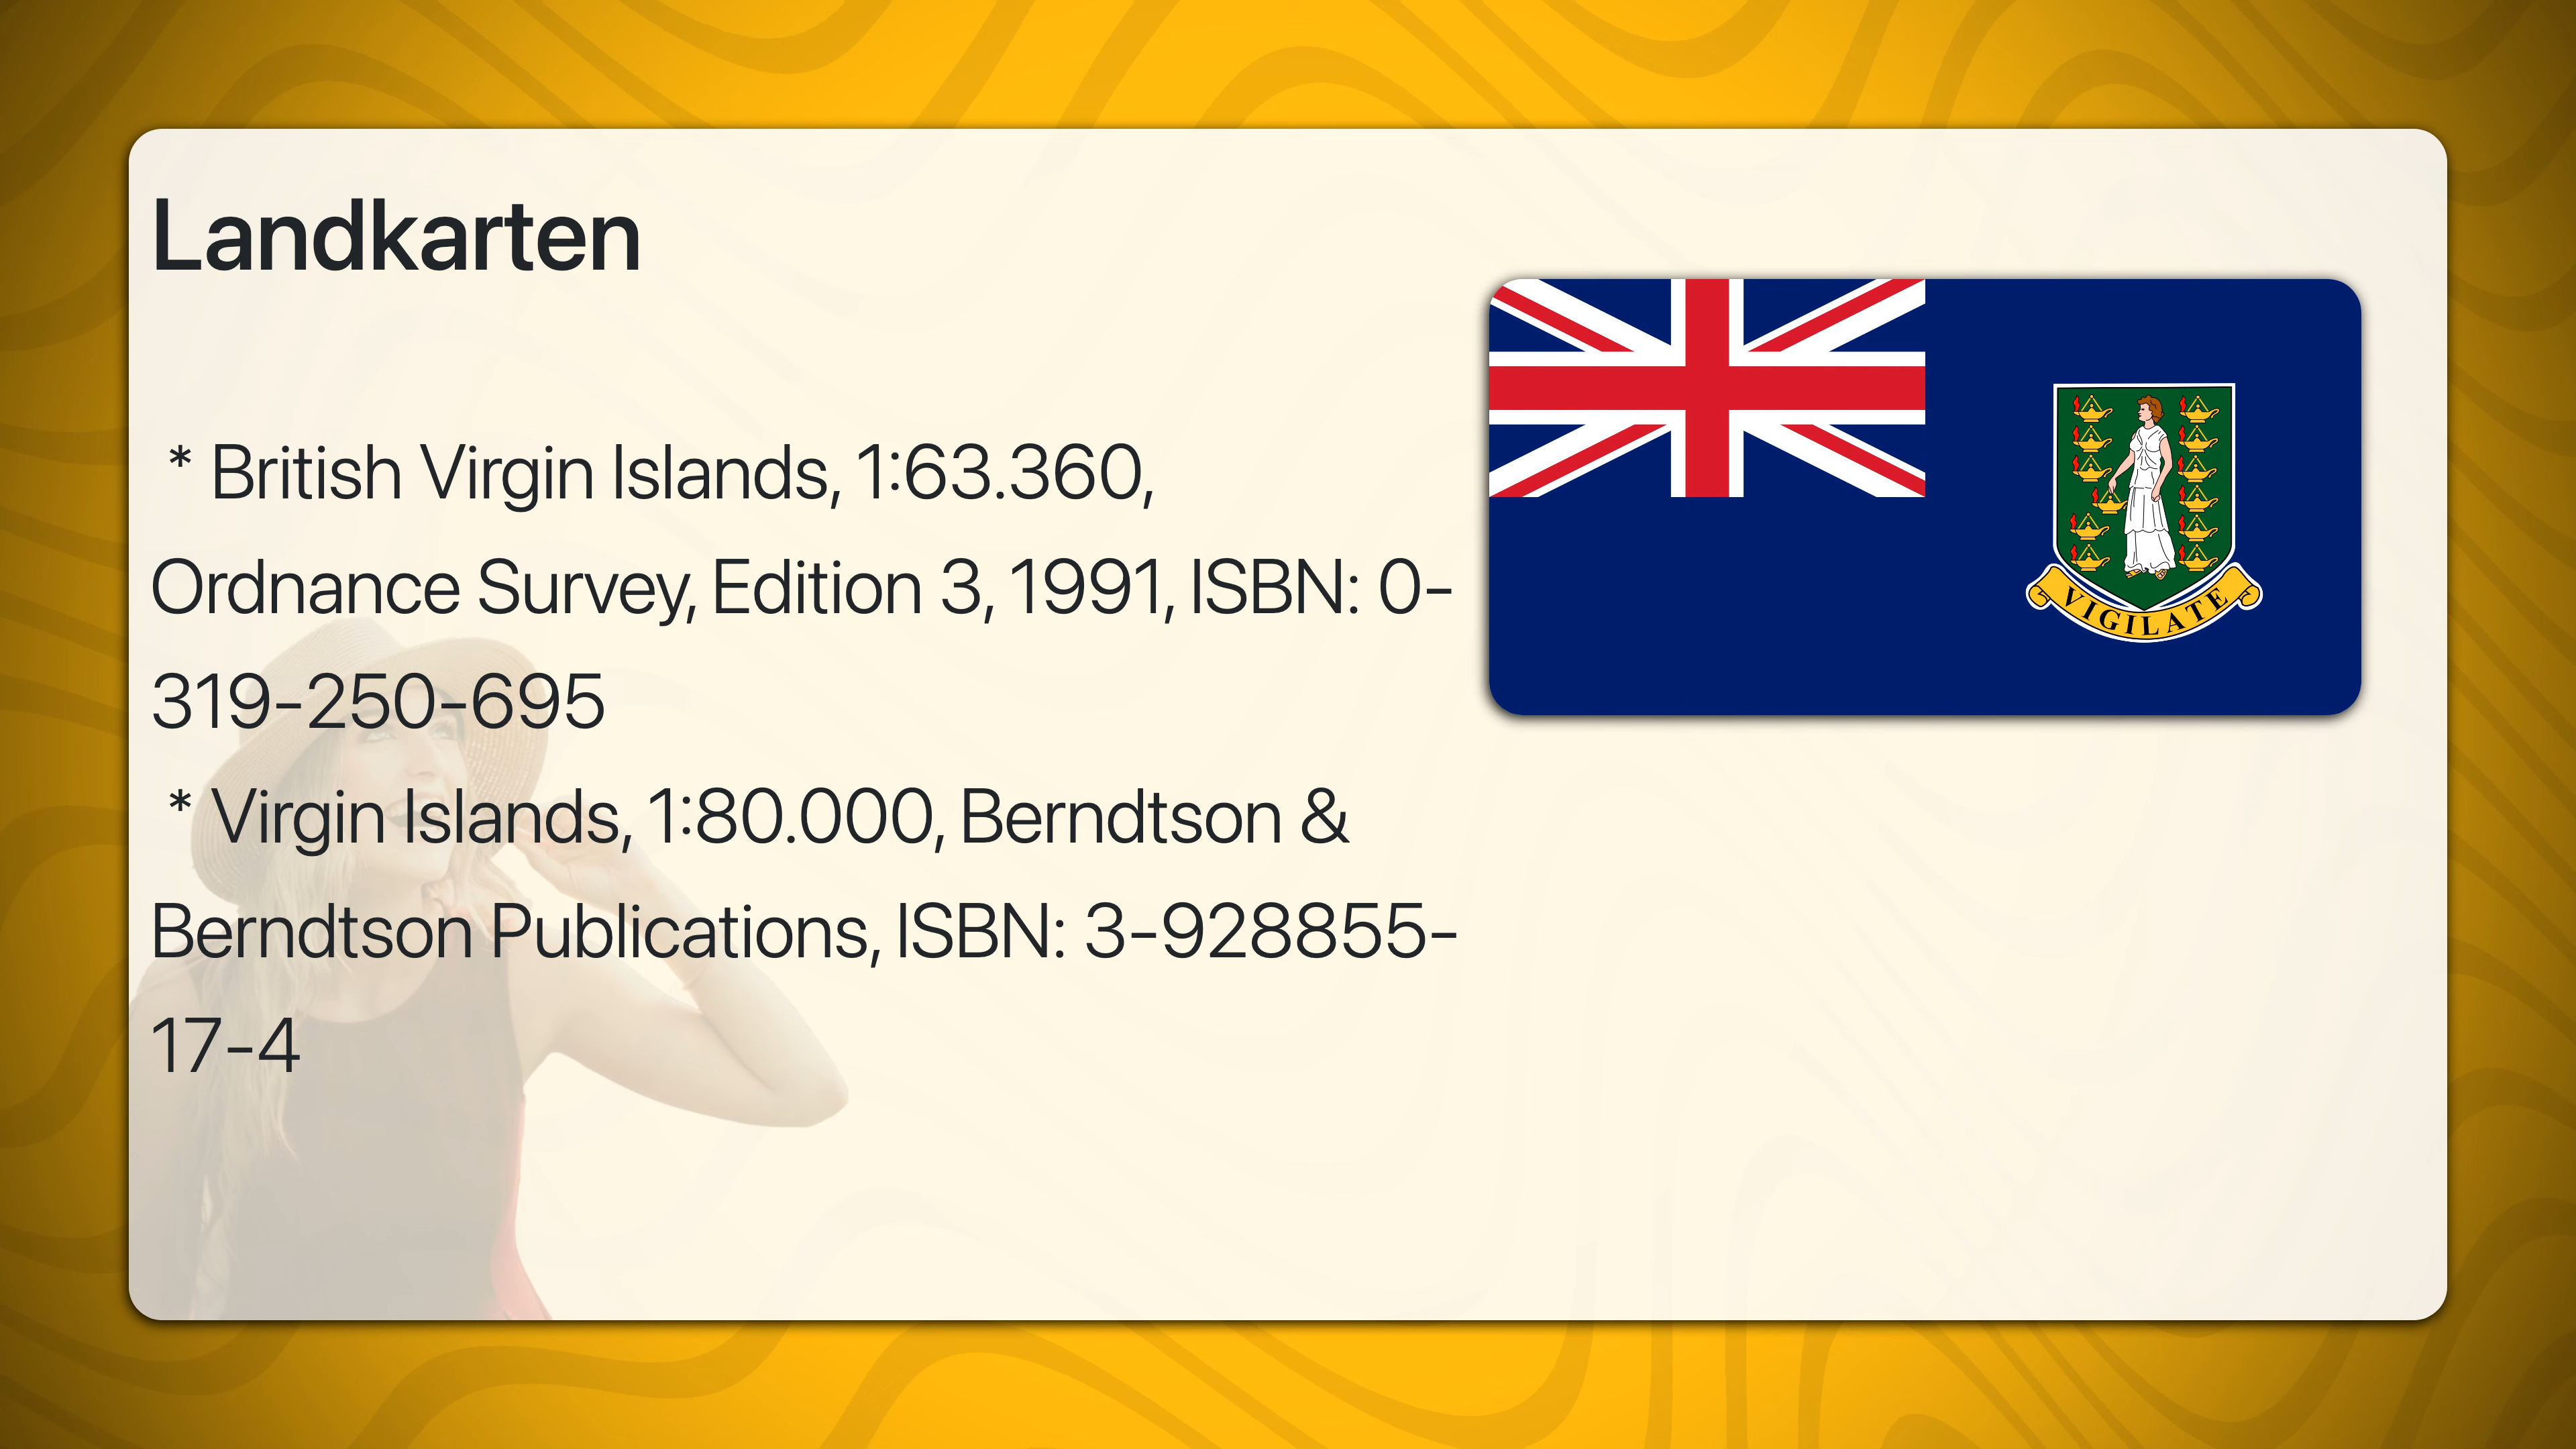 Landkarten
* British Virgin Islands, 1:63.360,
Ordnance Survey, Edition 3, 1991, ISBN: 0-
319-250-695
* Virgin Islands, 1:80.000, Berndtson &
Berndtson Publications, ISBN: 3-928855-
17-4
VIGILATE